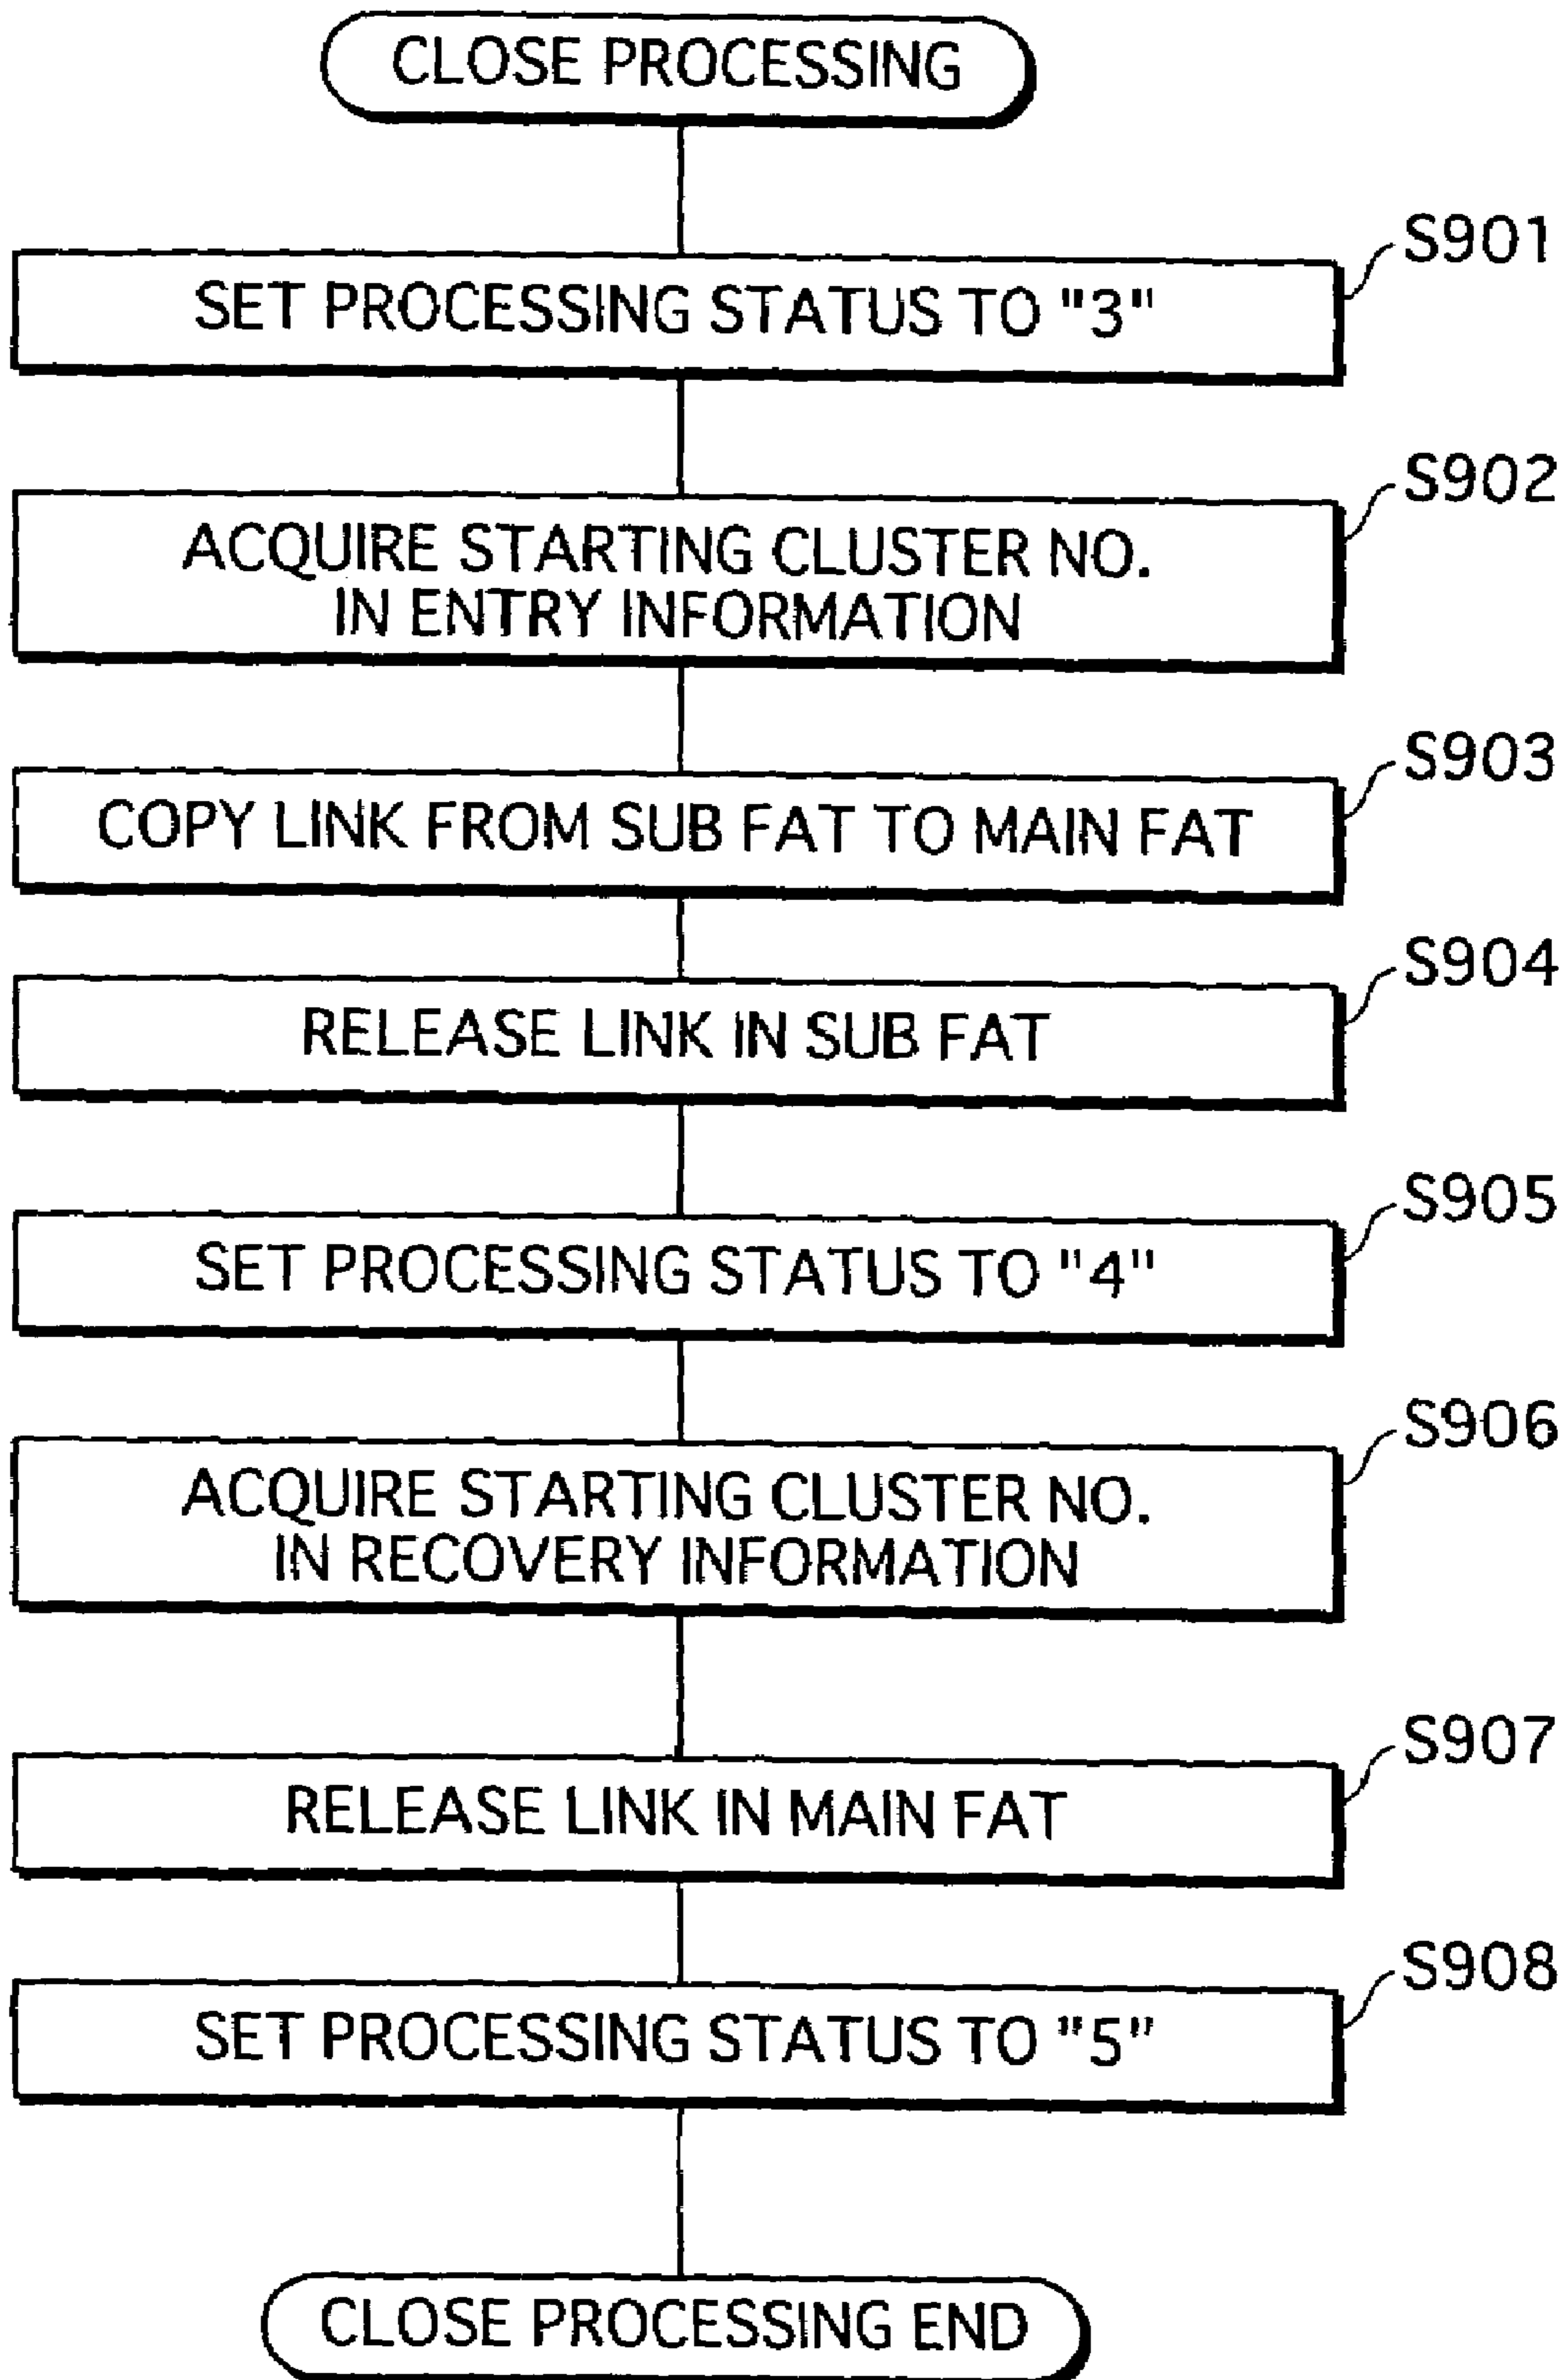 CLOSE PROCESSING
S901
SET PROCESSING STATUS TO "3"
S902
ACQUIRE STARTING CLUSTER NO.
IN ENTRY INFORMATION
S903
COPY LINK FROM SUB FAT TO MAIN FAT
S904
RELEASE LINK IN SUB FAT
S905
SET PROCESSING STATUS TO "4"
S906
ACQUIRE STARTING CLUSTER NO.
IN RECOVERY INFORMATION
S907
RELEASE LINK IN MAIN FAT
S908
SET PROCESSING STATUS TO "5"
CLOSE PROCESSING END